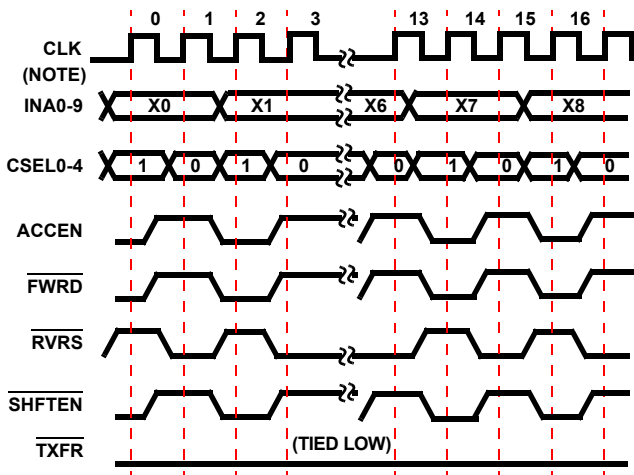 0 1 2 3 13 14 15 16
CLK
(NOTE)
INA0-9 X0 X1 X6 X7 X8
CSEL0-4 1 0 1 0 0 1 0 1 0
ACCEN
FWRD
RVRS
SHFTEN
TXFR (TIED LOW)